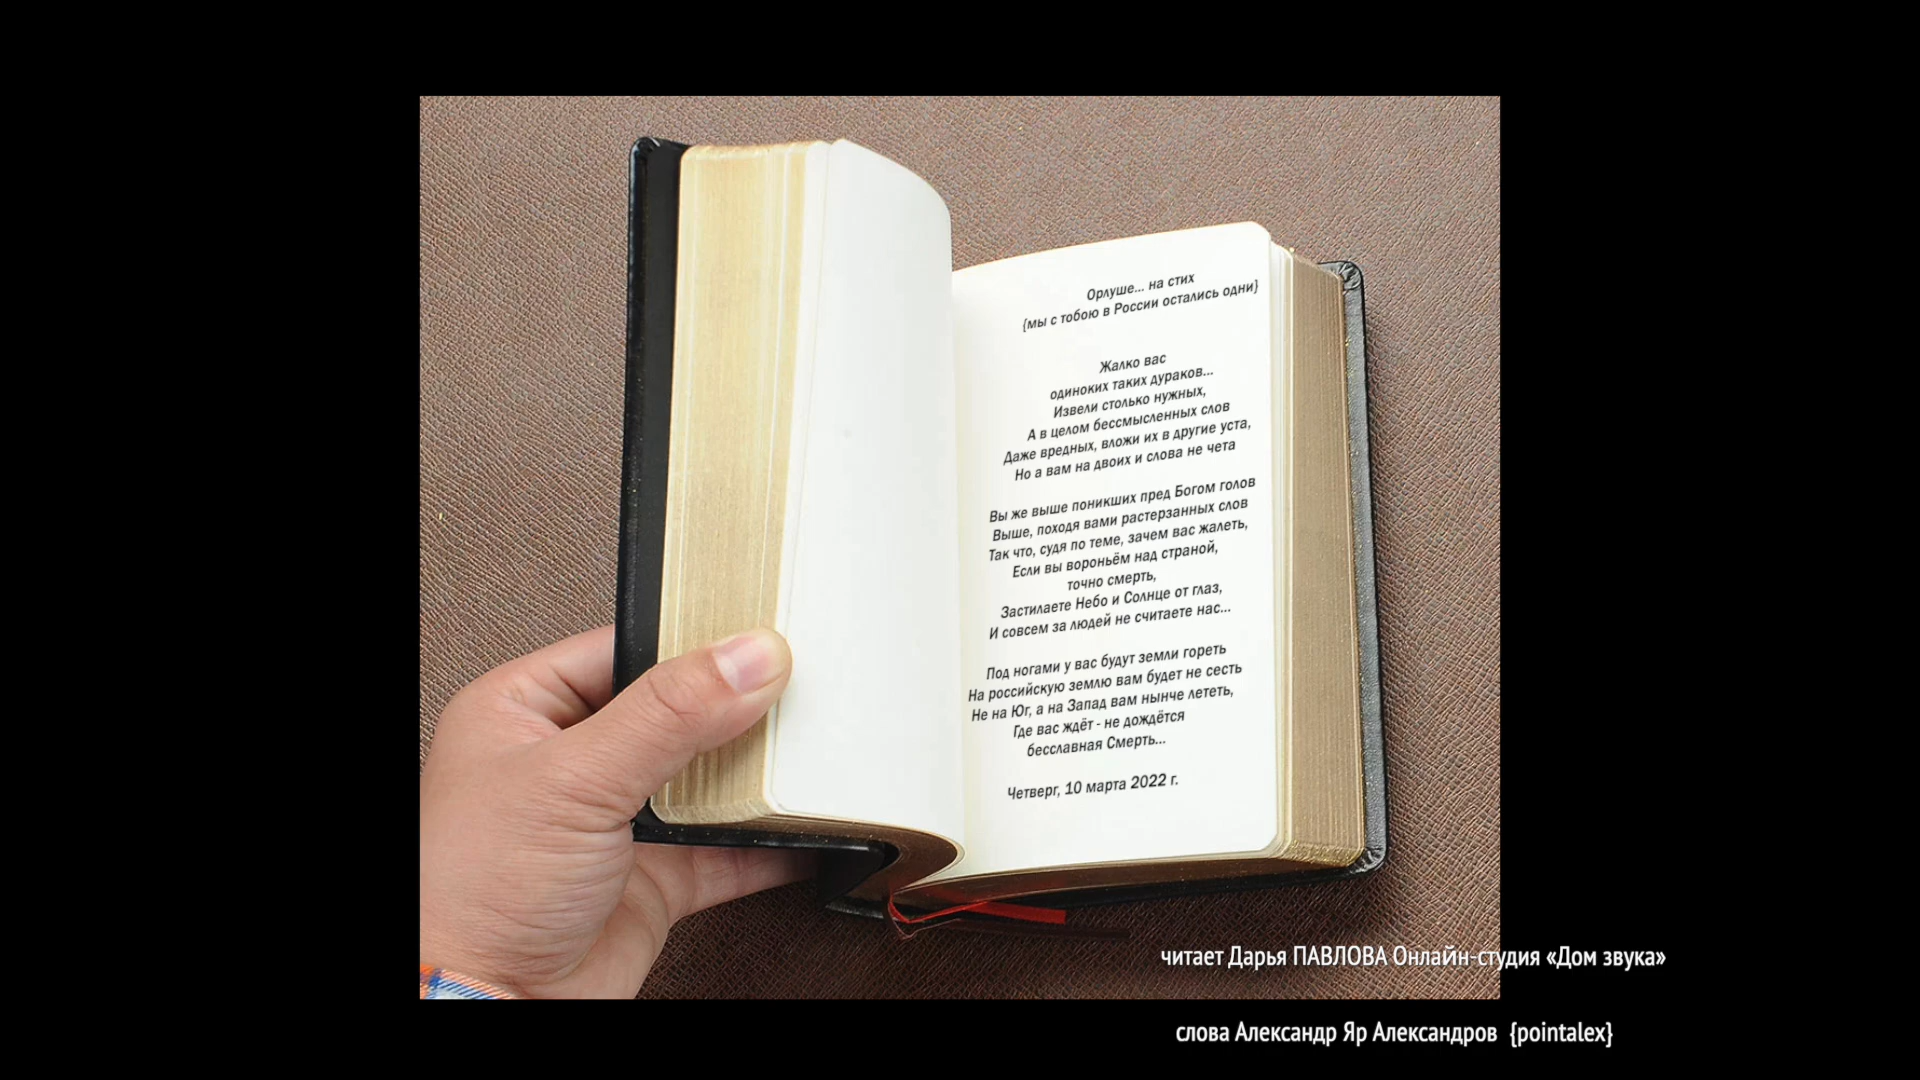 Орлуше... на стих
{мы с тобою в России остались одни}
Жалко вас
одиноких таких дураков...
Извели столько нужных,
А в целом бессмысленных слов
Даже вредных, вложи их в другие уста,
Но а вам на двоих и слова не чета
Вы же выше поникших пред Богом голов
Выше, походя вами растерзанных слов
Так что, судя по теме, зачем вас жалеть,
Если вы вороньём над страной,
точно смерть,
Застилаете Небо и Солнце от глаз,
И совсем за людей не считаете нас...
Под ногами у вас будут земли гореть
На российскую землю вам будет не сесть
Не на Юг, а на Запад вам нынче лететь,
Где вас ждёт - не дождётся
бесславная Смерть...
Четверг, 10 марта 2022 г.
читает Дарья ПАВЛОВА Онлайн-студия «Дом звука»
слова Александр Яр Александров {pointalex}